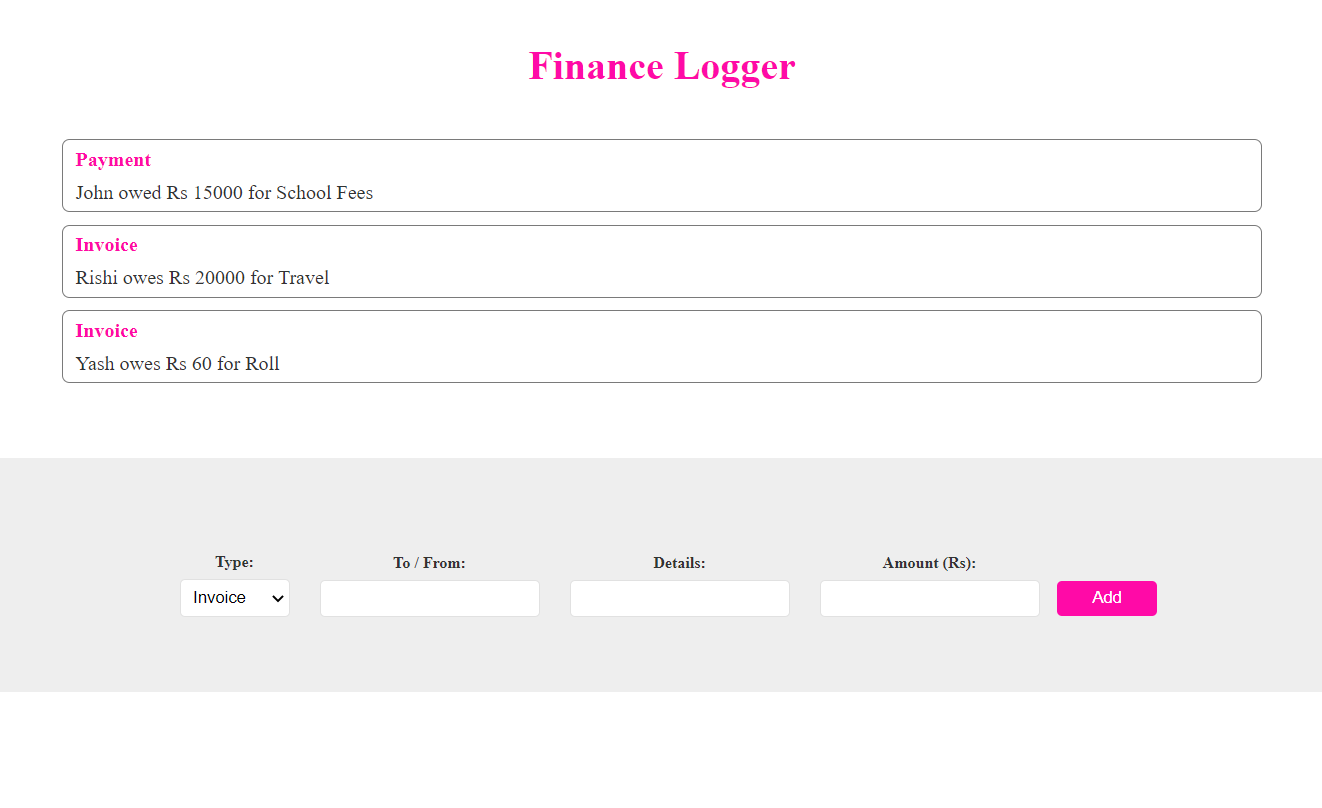 Finance Logger
Payment
John owed Rs 15000 for School Fees
Invoice
Rishi owes Rs 20000 for Travel
Invoice
Yash owes Rs 60 for Roll
Type: To / From: Details: Amount (Rs):
Invoice Add